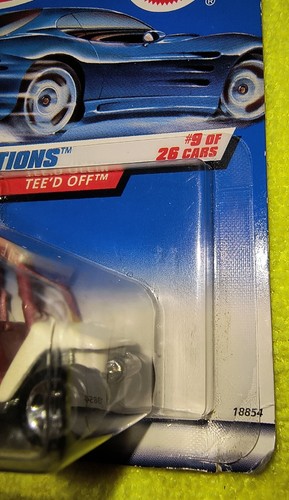 ®
TIONS™
#9 OF
26 CARS
TEE'D OFF™
18854